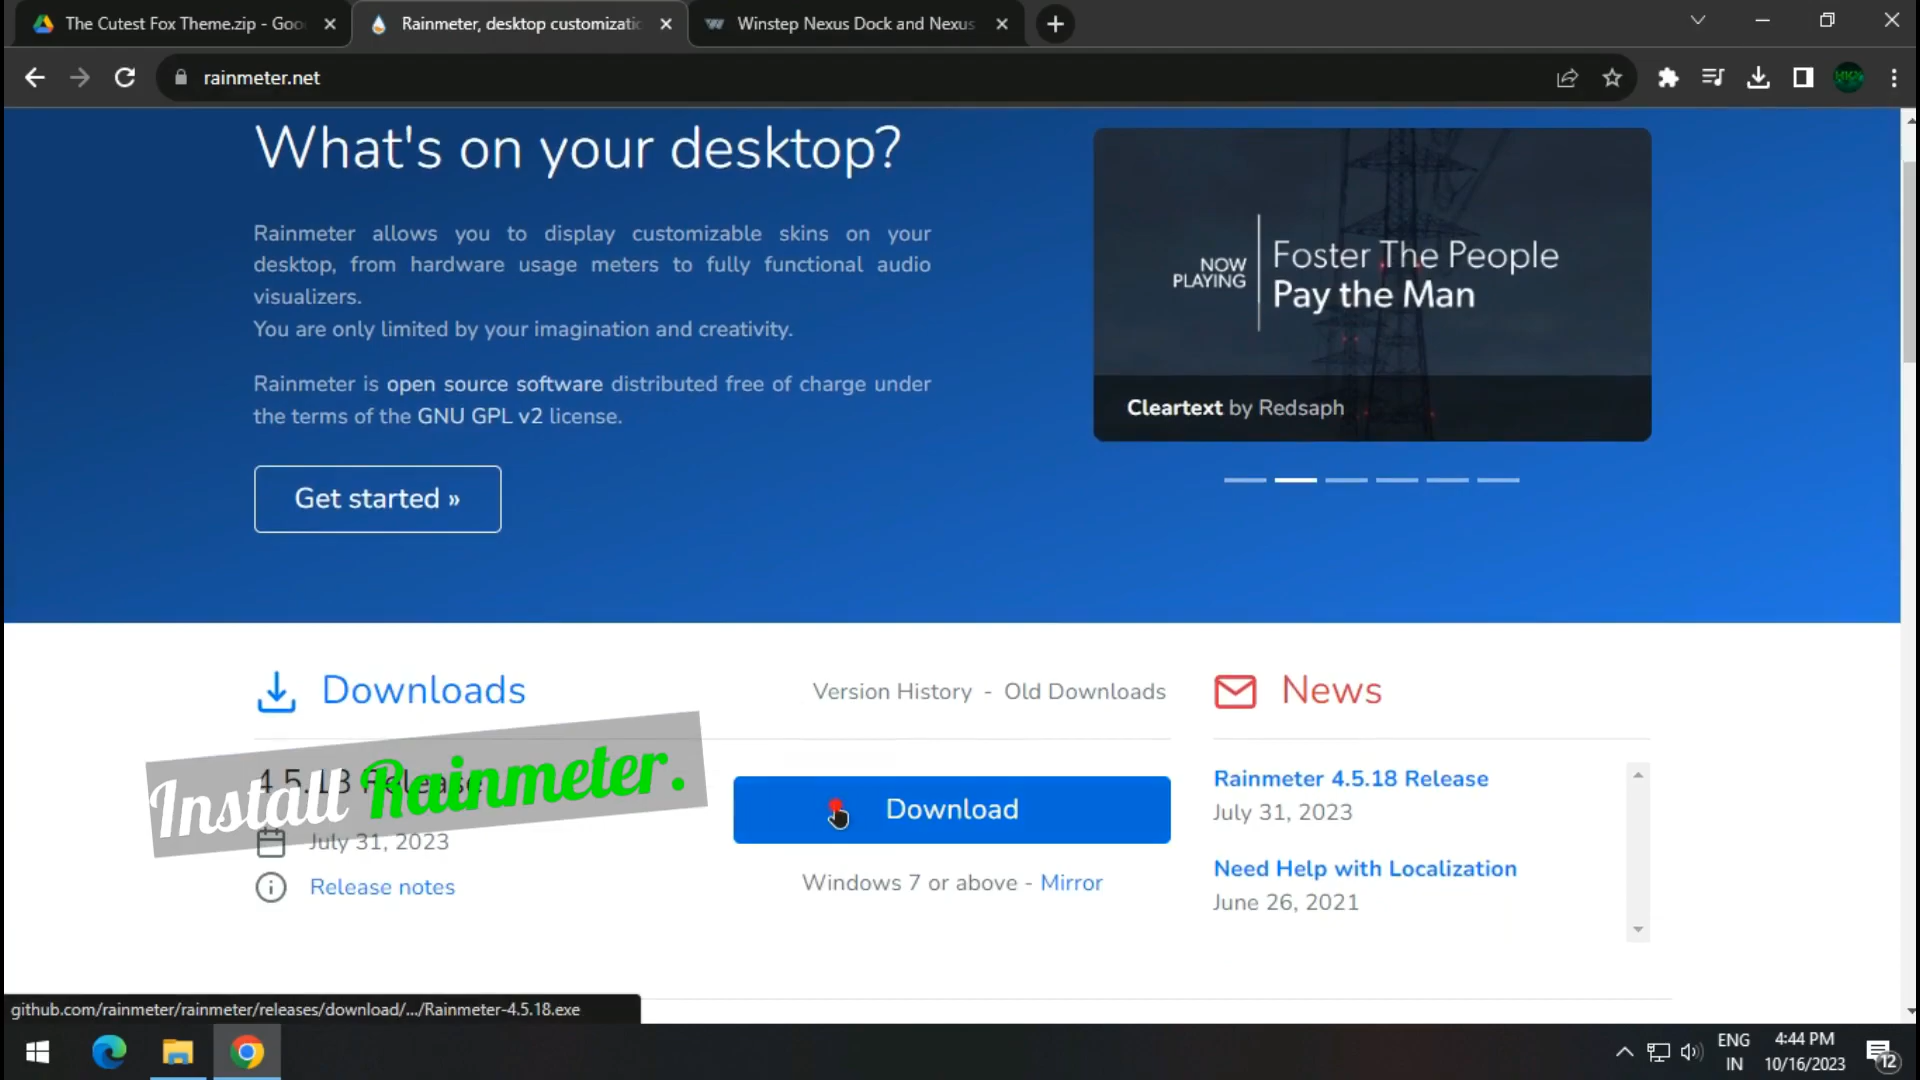 The Cutest Fox Theme.zip - Goo
Rainmeter, desktop customizatio
Winstep Nexus Dock and Nexus
rainmeter.net
What's on your desktop?
Rainmeter allows you to display customizable skins on your
desktop, from hardware usage meters to fully functional audio
visualizers.
You are only limited by your imagination and creativity.
Rainmeter is open source software distributed free of charge under
the terms of the GNU GPL v2 license.
Get started »
NOW
PLAYING
Foster The People
Pay the Man
Cleartext by Redsaph
Downloads
Version History - Old Downloads
News
4.5.18 Release
Install Rainmeter.
July 31, 2023
Release notes
Download
Windows 7 or above - Mirror
Rainmeter 4.5.18 Release
July 31, 2023
Need Help with Localization
June 26, 2021
github.com/rainmeter/rainmeter/releases/download/.../Rainmeter-4.5.18.exe
ENG
IN
4:44 PM
10/16/2023
12